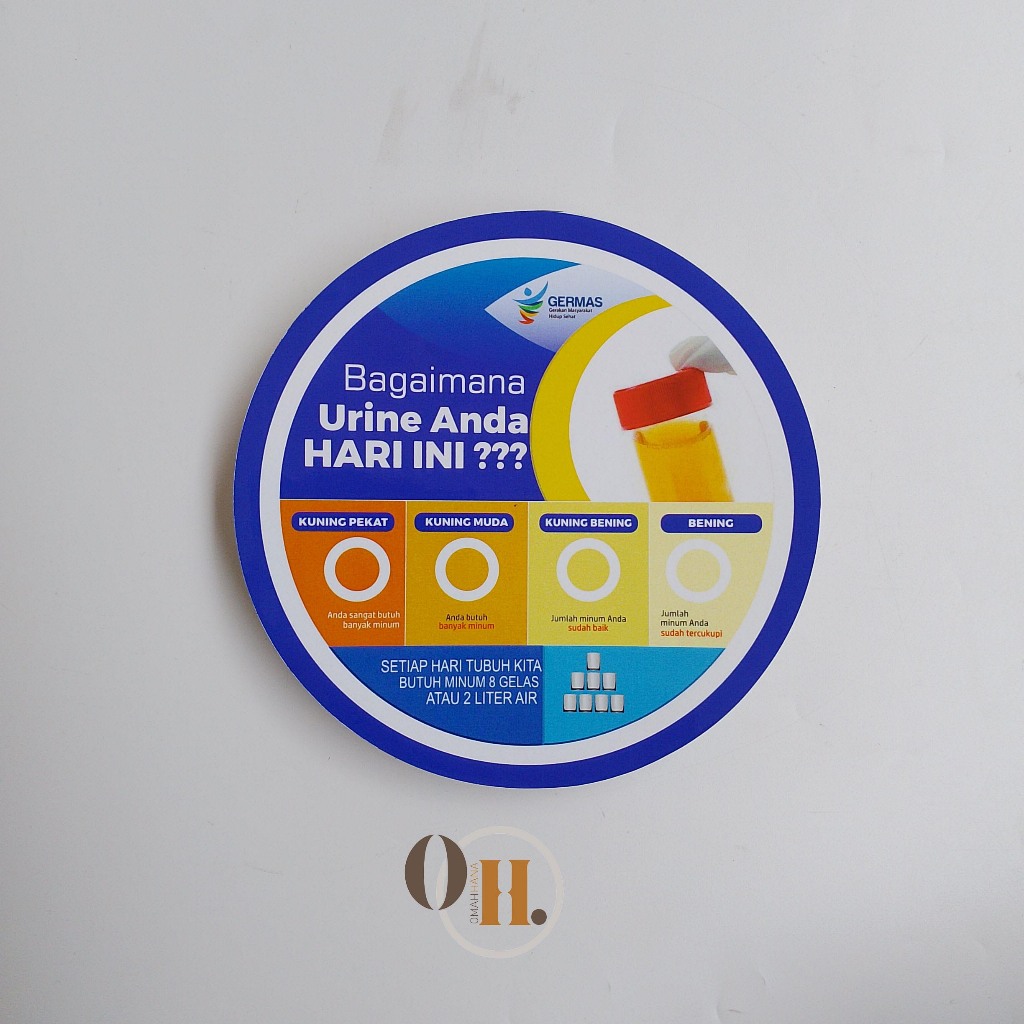 GERMAS
Gerakan Masyarakat
Hidup Sehat
Bagaimana
Urine Anda
HARI INI ???
KUNING PEKAT
Anda sangat butuh
banyak minum
KUNING MUDA
Anda butuh
banyak minum
KUNING BENING
Jumlah minum Anda
sudah baik
BENING
Jumlah
minum Anda
sudah tercukupi
SETIAP HARI TUBUH KITA
BUTUH MINUM 8 GELAS
ATAU 2 LITER AIR
OH.
OMAHHANA